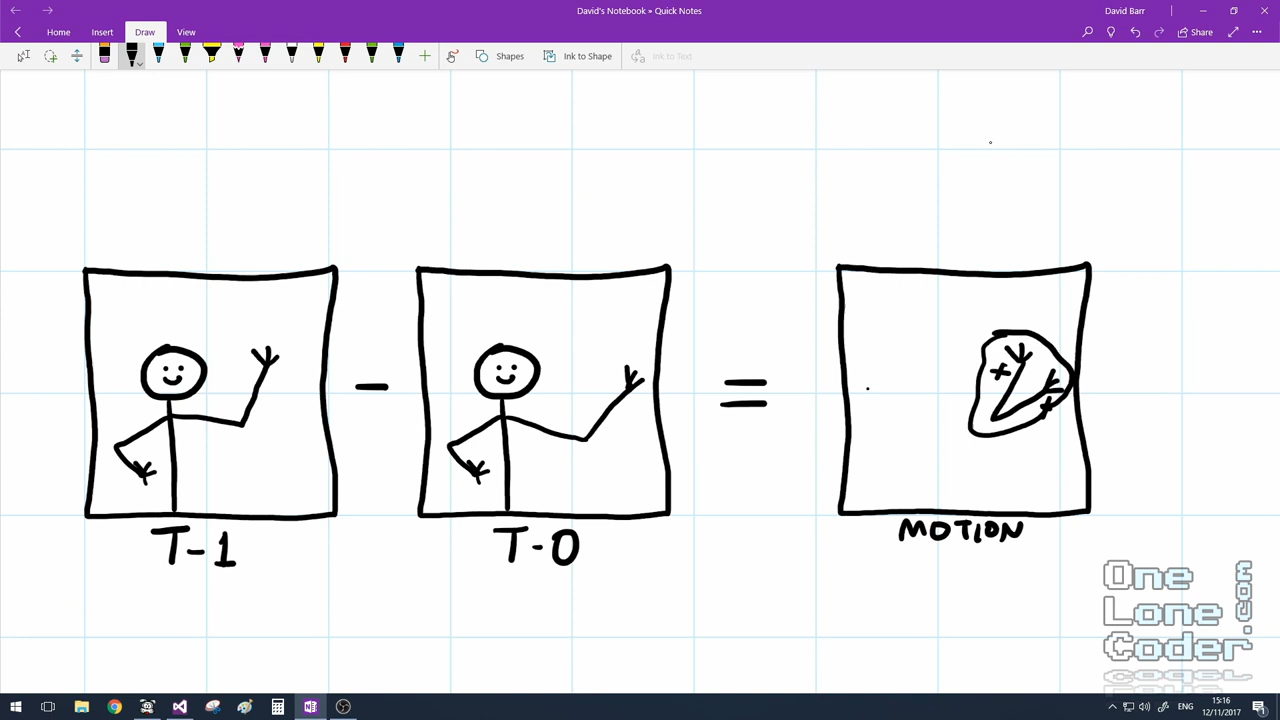 David's Notebook » Quick Notes
David Barr
Home Insert Draw View
Share
Shapes Ink to Shape Ink to Text
T-1
T-0
MOTION
One
Lone
Coder.com
ENG
15:16
12/11/2017